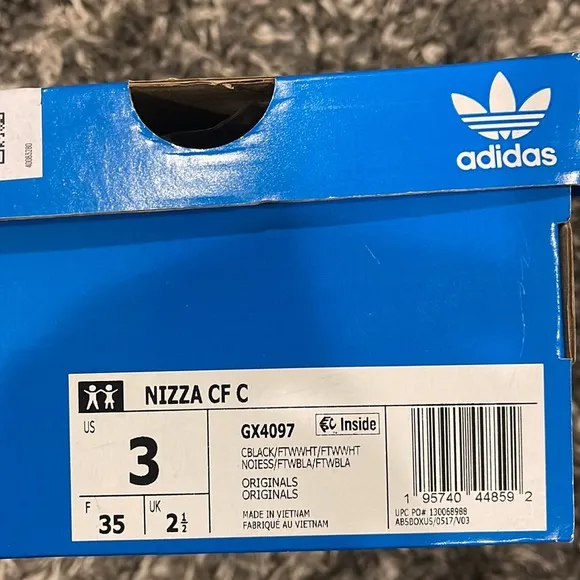 40083280
adidas
NIZZA CF C
US
3
F
35
UK
2½
GX4097
Inside
CBLACK/FTWWHT/FTWWHT
NOIESS/FTWBLA/FTWBLA
ORIGINALS
ORIGINALS
MADE IN VIETNAM
FABRIQUÉ AU VIETNAM
1 95740 44859 2
UPC PO# 130068988
ABSBOXUS/0517/V03